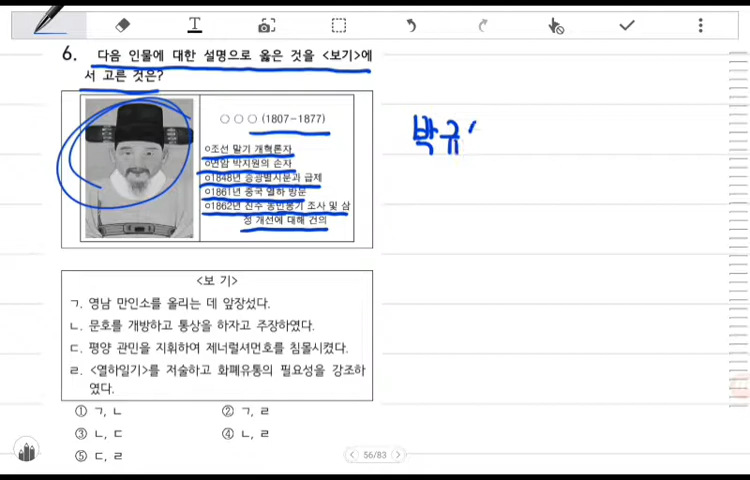 T
6. 다음 인물에 대한 설명으로 옳은 것을 <보기>에
서 고른 것은?
○ ○ ○ (1807-1877)
o조선 말기 개혁론자
o연암 박지원의 손자
o1848년 증광별시문과 급제
o1861년 중국 열하 방문
o1862년 진주 농민봉기 조사 및 삼
정 개선에 대해 건의
박규
<보 기>
ㄱ. 영남 만인소를 올리는 데 앞장섰다.
ㄴ. 문호를 개방하고 통상을 하자고 주장하였다.
ㄷ. 평양 관민을 지휘하여 제너럴셔먼호를 침몰시켰다.
ㄹ. <열하일기>를 저술하고 화폐유통의 필요성을 강조하
였다.
① ㄱ, ㄴ ② ㄱ, ㄹ
③ ㄴ, ㄷ ④ ㄴ, ㄹ
⑤ ㄷ, ㄹ
56/83